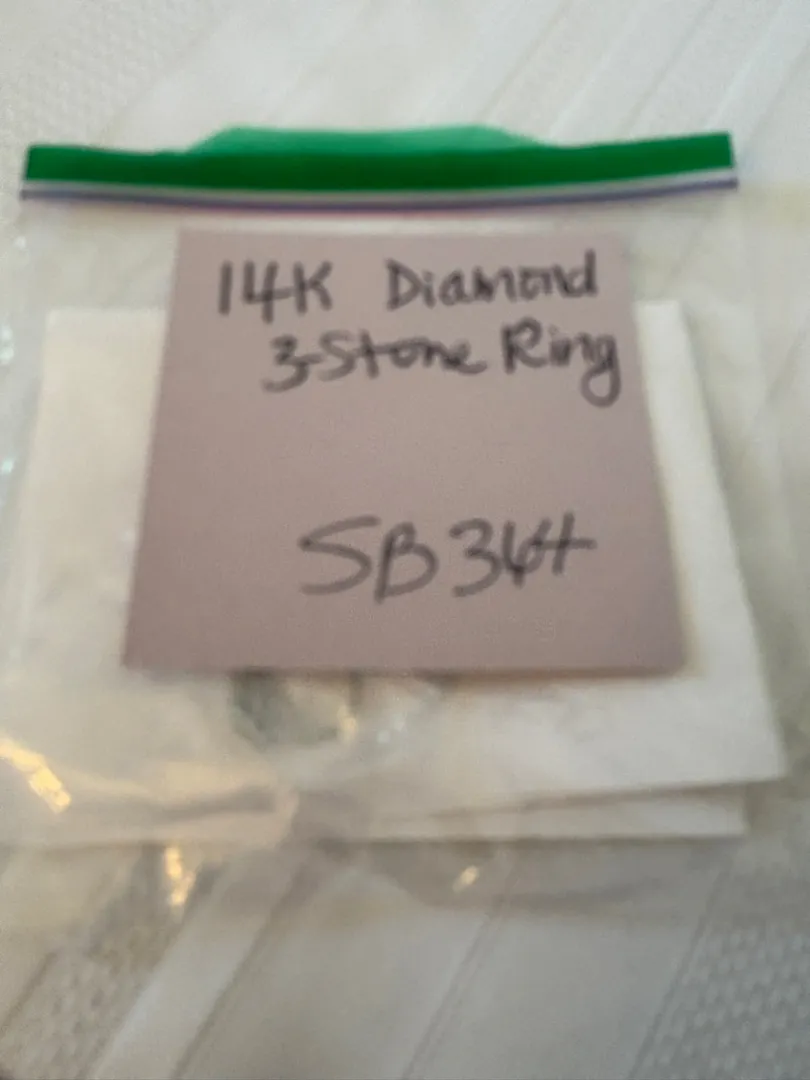 14K Diamond
3-Stone Ring
SB364